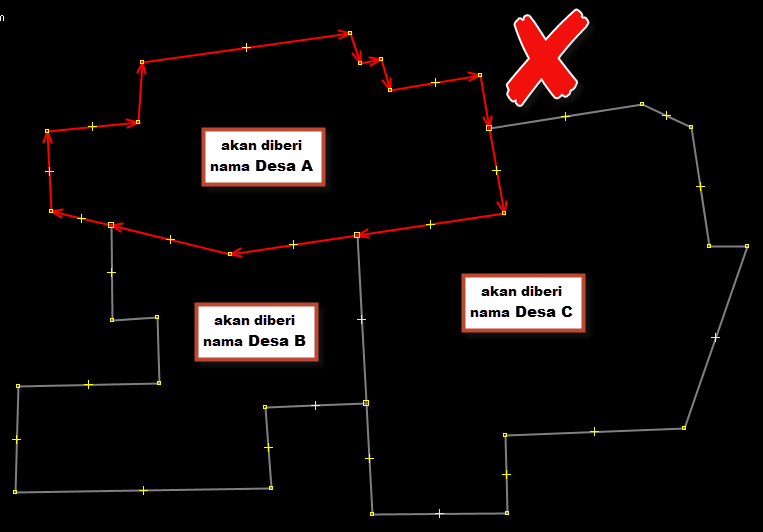 akan diberi
nama Desa A
akan diberi
nama Desa B
akan diberi
nama Desa C